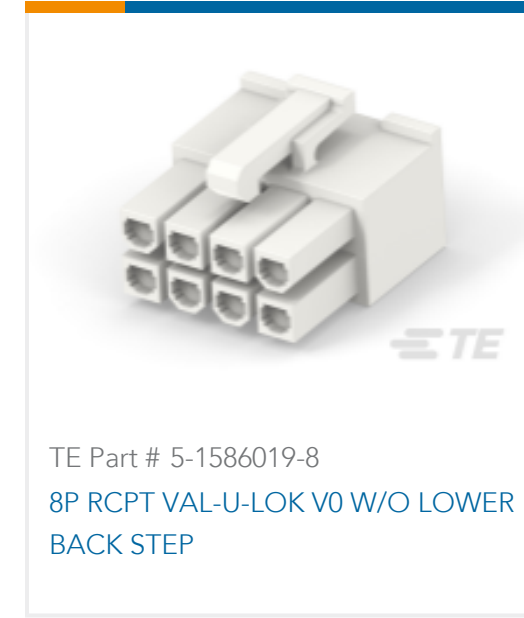 TE
TE Part # 5-1586019-8
8P RCPT VAL-U-LOK V0 W/O LOWER
BACK STEP